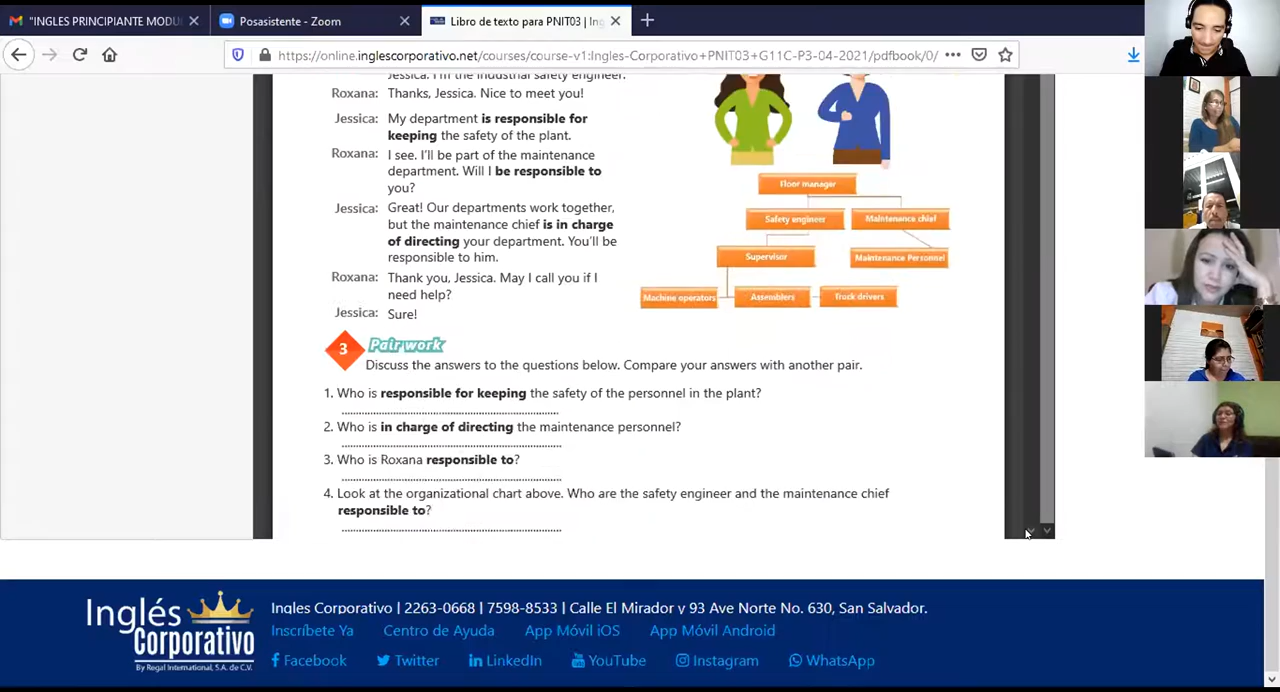 "INGLES PRINCIPIANTE MODU
Posasistente - Zoom
Libro de texto para PNIT03 | Ing
https://online.inglescorporativo.net/courses/course-v1:Ingles-Corporativo+PNIT03+G11C-P3-04-2021/pdfbook/0/
Jessica. I'm the industrial safety engineer.
Roxana: Thanks, Jessica. Nice to meet you!
Jessica: My department is responsible for
keeping the safety of the plant.
Roxana: I see. I'll be part of the maintenance
department. Will I be responsible to
you?
Jessica: Great! Our departments work together,
but the maintenance chief is in charge
of directing your department. You'll be
responsible to him.
Roxana: Thank you, Jessica. May I call you if I
need help?
Jessica: Sure!
Floor manager
Safety engineer
Maintenance chief
Supervisor
Maintenance Personnel
Machine operators
Assemblers
Truck drivers
3 Pair work
Discuss the answers to the questions below. Compare your answers with another pair.
1. Who is responsible for keeping the safety of the personnel in the plant?
2. Who is in charge of directing the maintenance personnel?
3. Who is Roxana responsible to?
4. Look at the organizational chart above. Who are the safety engineer and the maintenance chief
responsible to?
Inglés
Corporativo
By Regal International, S.A. de C.V.
Ingles Corporativo | 2263-0668 | 7598-8533 | Calle El Mirador y 93 Ave Norte No. 630, San Salvador.
Inscríbete Ya
Centro de Ayuda
App Móvil iOS
App Móvil Android
Facebook
Twitter
LinkedIn
YouTube
Instagram
WhatsApp